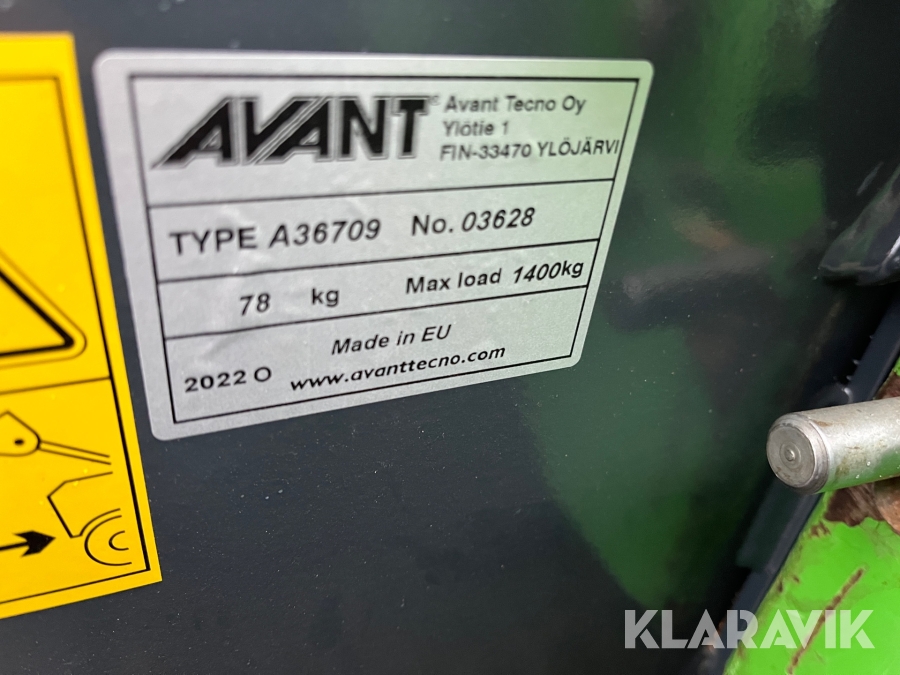 AVANT
Avant Tecno Oy
Ylötie 1
FIN-33470 YLÖJÄRVI
TYPE A36709 No. 03628
78 kg Max load 1400kg
Made in EU
2022 O www.avanttecno.com
KLARAVIK